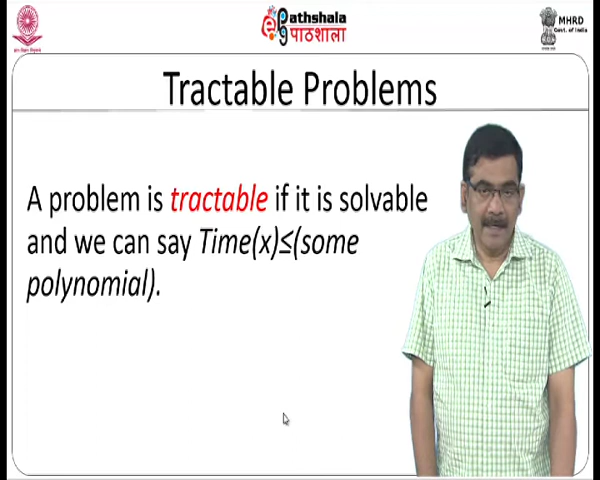 Pathshala
पाठशाला
MHRD
Govt. of India
Tractable Problems
A problem is tractable if it is solvable
and we can say Time(x)≤(some
polynomial).